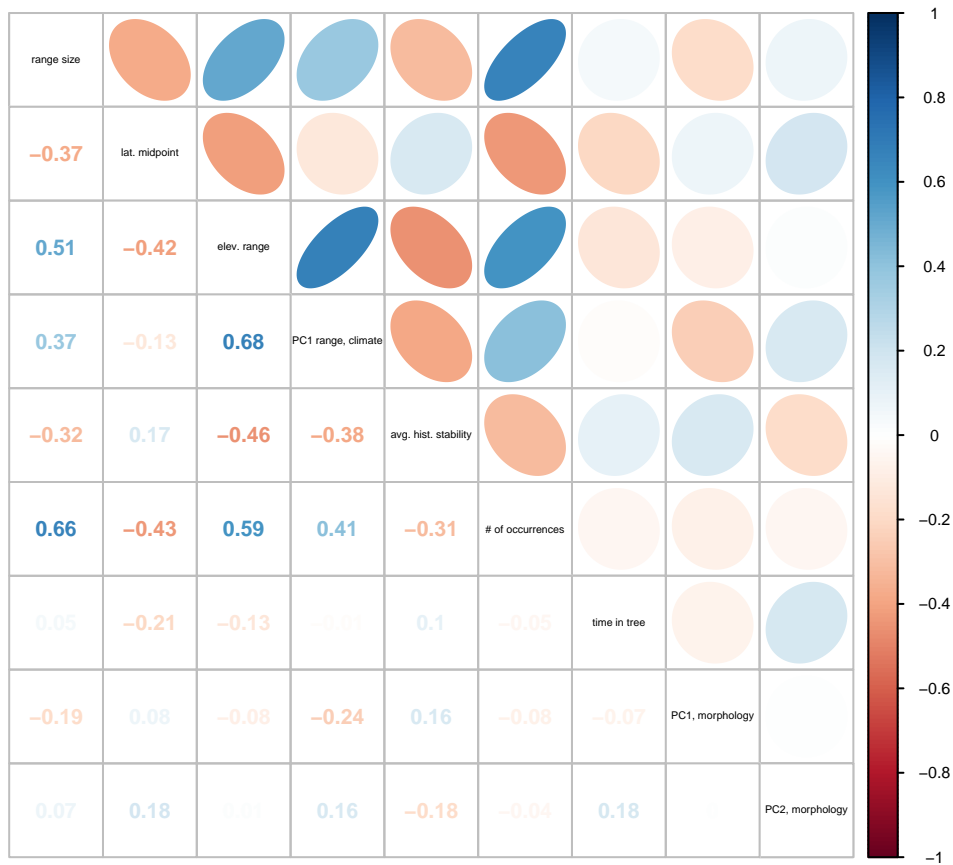 range size
−0.37 lat. midpoint
0.51 −0.42 elev. range
0.37 −0.13 0.68 PC1 range, climate
−0.32 0.17 −0.46 −0.38 avg. hist. stability
0.66 −0.43 0.59 0.41 −0.31 # of occurrences
0.05 −0.21 −0.13 −0.01 0.1 −0.05 time in tree
−0.19 0.08 −0.08 −0.24 0.16 −0.08 −0.07 PC1, morphology
0.07 0.18 0.01 0.16 −0.18 −0.04 0.18 PC2, morphology
1
0.8
0.6
0.4
0.2
0
−0.2
−0.4
−0.6
−0.8
−1